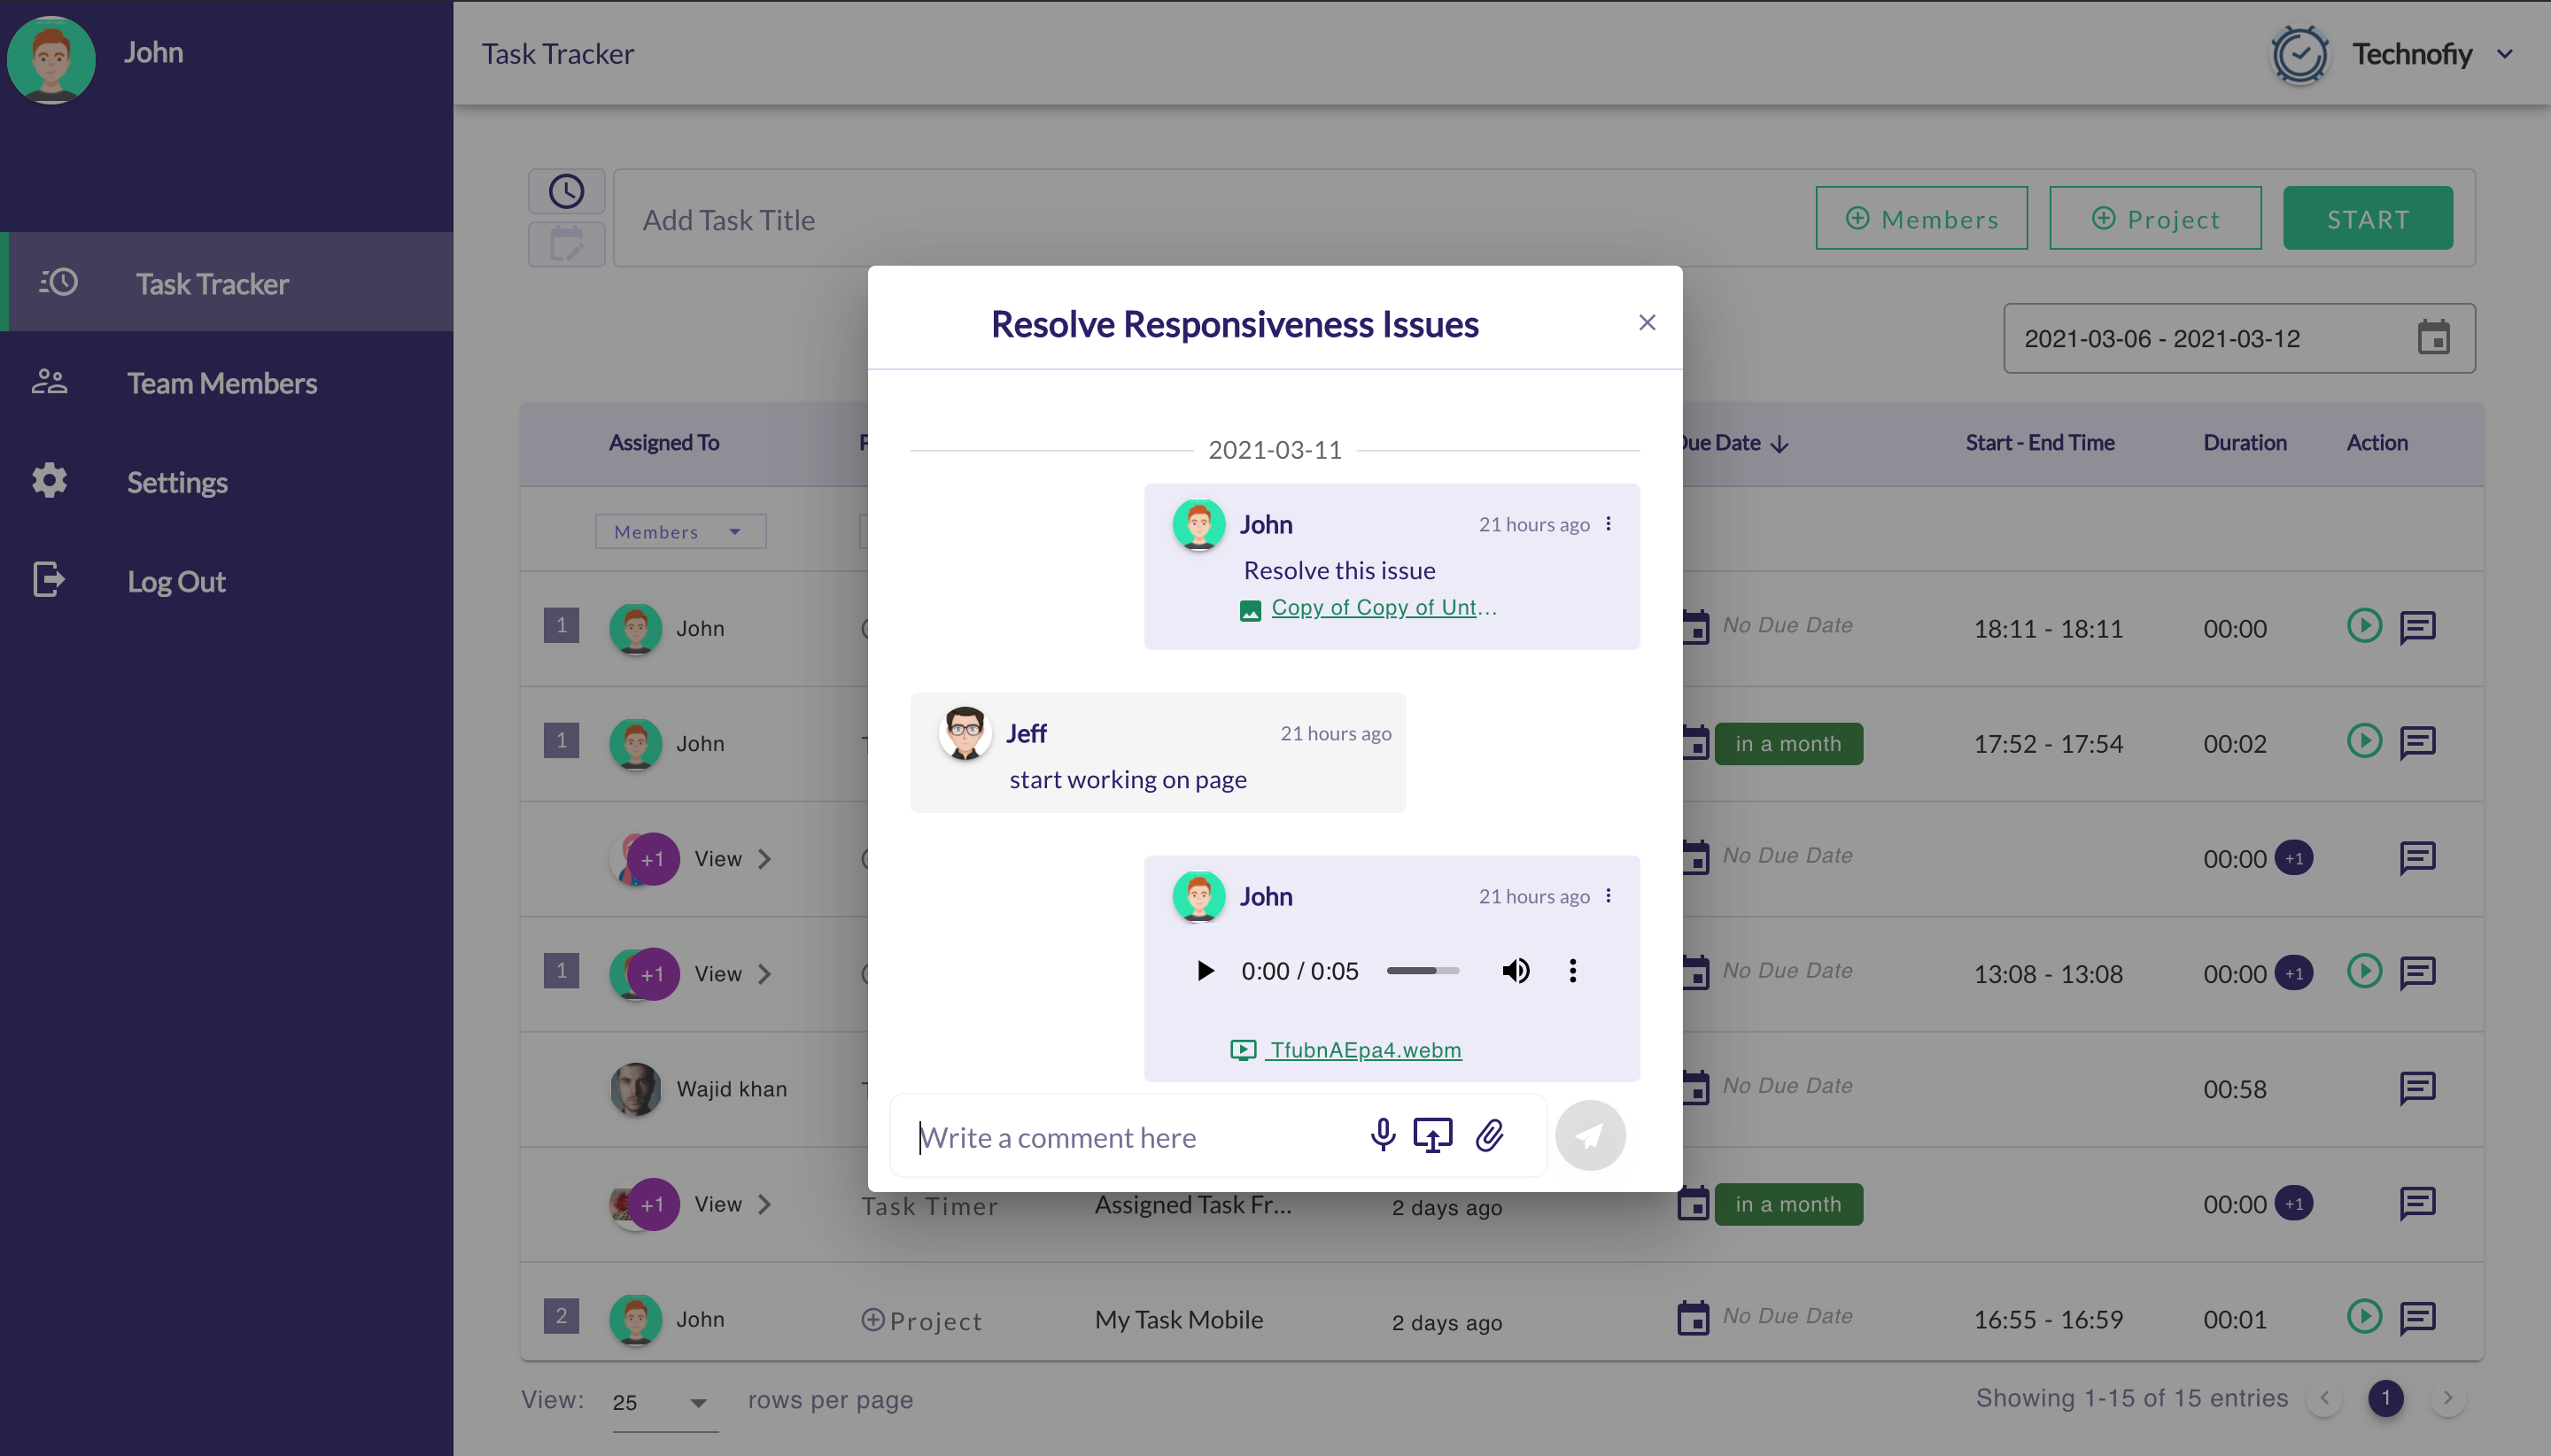 John
Task Tracker
Technofiy
Task Tracker
Team Members
Settings
Log Out
Add Task Title
Members
Project
START
2021-03-06 - 2021-03-12
Assigned To
Due Date
Start - End Time
Duration
Action
Members
1
John
No Due Date
18:11 - 18:11
00:00
1
John
in a month
17:52 - 17:54
00:02
+1
View
No Due Date
00:00
+1
1
+1
View
No Due Date
13:08 - 13:08
00:00
+1
Wajid khan
No Due Date
00:58
+1
View
Task Timer
Assigned Task Fr...
2 days ago
in a month
00:00
+1
2
John
Project
My Task Mobile
2 days ago
No Due Date
16:55 - 16:59
00:01
View:
25
rows per page
Showing 1-15 of 15 entries
1
Resolve Responsiveness Issues
2021-03-11
John
21 hours ago
Resolve this issue
Copy of Copy of Unt...
Jeff
21 hours ago
start working on page
John
21 hours ago
0:00 / 0:05
TfubnAEpa4.webm
Write a comment here